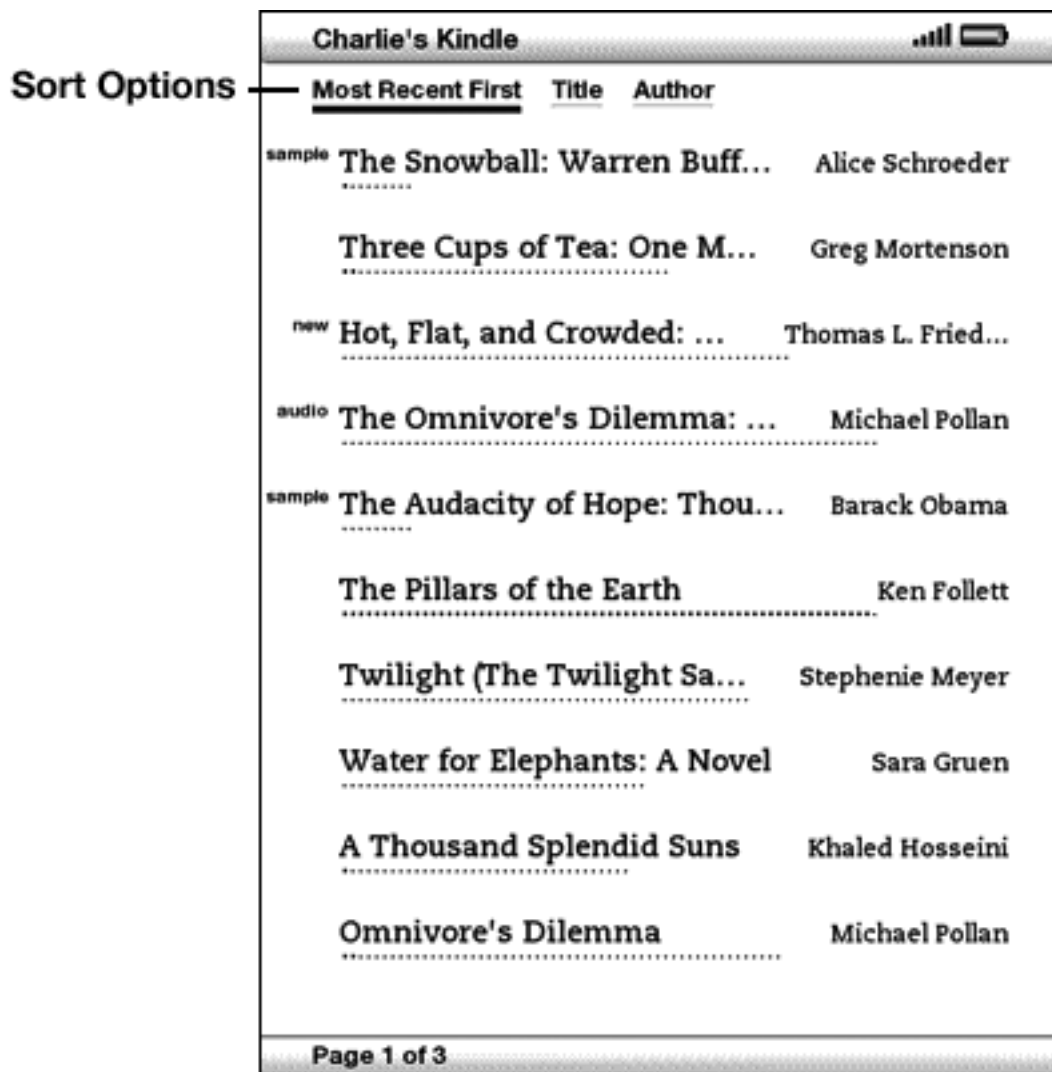 Charlie's Kindle
Sort Options Most Recent First Title Author
sample The Snowball: Warren Buff... Alice Schroeder
Three Cups of Tea: One M... Greg Mortenson
new Hot, Flat, and Crowded: ... Thomas L. Fried...
audio The Omnivore's Dilemma: ... Michael Pollan
sample The Audacity of Hope: Thou... Barack Obama
The Pillars of the Earth Ken Follett
Twilight (The Twilight Sa... Stephenie Meyer
Water for Elephants: A Novel Sara Gruen
A Thousand Splendid Suns Khaled Hosseini
Omnivore's Dilemma Michael Pollan
Page 1 of 3